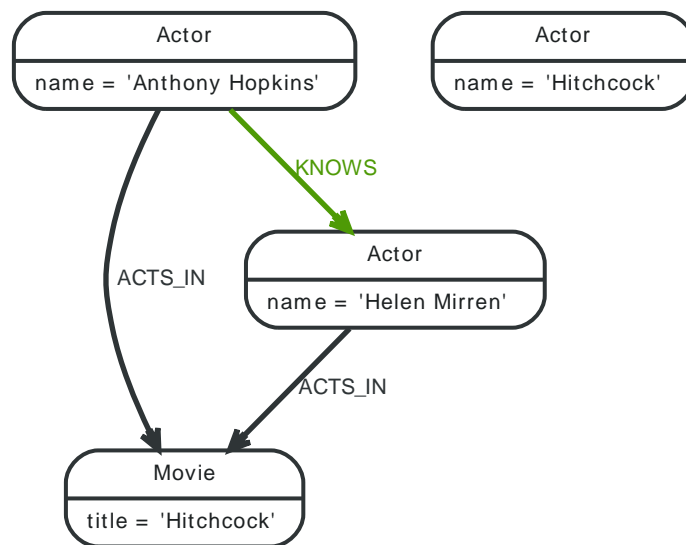 Actor
name = 'Anthony Hopkins'
Actor
name = 'Hitchcock'
KNOWS
Actor
name = 'Helen Mirren'
ACTS_IN
ACTS_IN
Movie
title = 'Hitchcock'